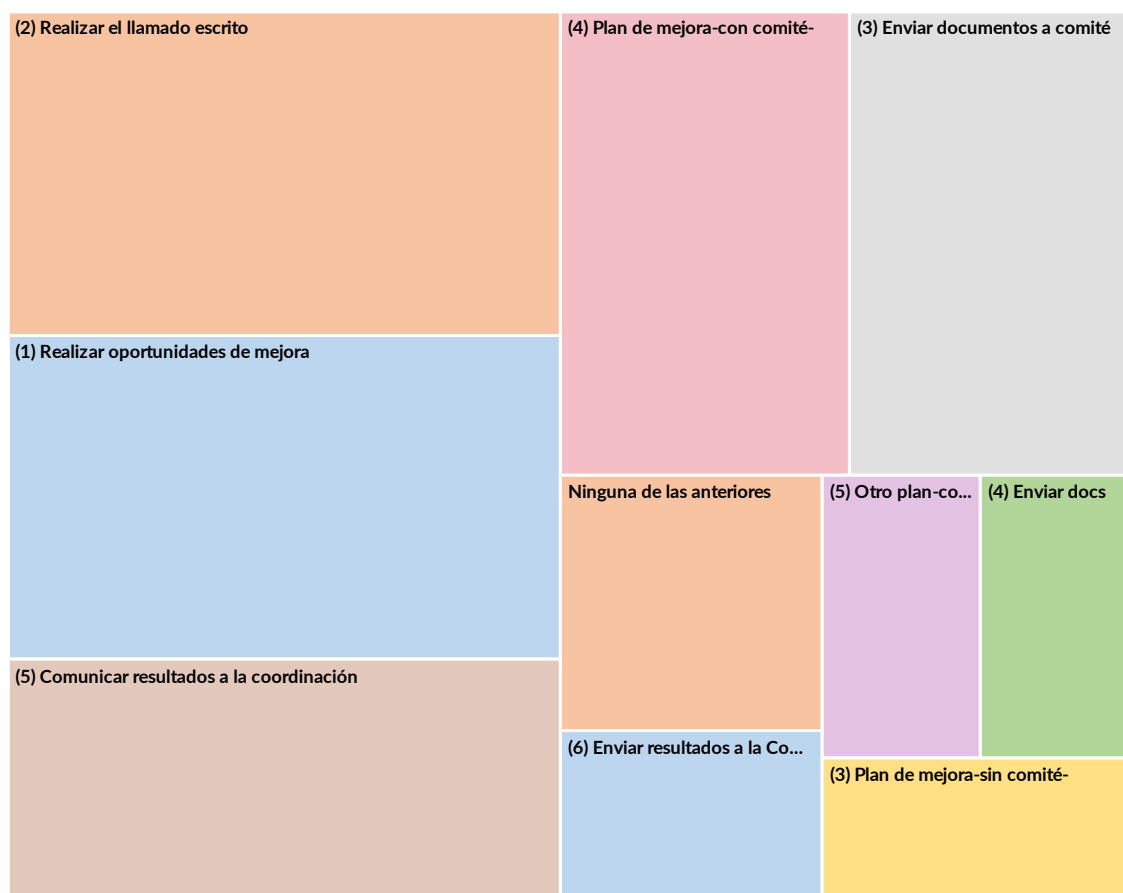 (2) Realizar el llamado escrito
(4) Plan de mejora-con comité-
(3) Enviar documentos a comité
(1) Realizar oportunidades de mejora
Ninguna de las anteriores
(5) Otro plan-co...
(4) Enviar docs
(5) Comunicar resultados a la coordinación
(6) Enviar resultados a la Co...
(3) Plan de mejora-sin comité-